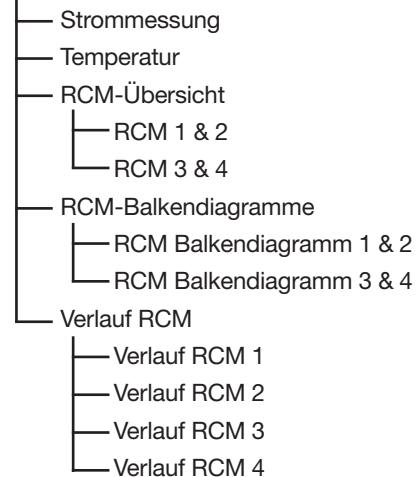 Strommessung
Temperatur
RCM-Übersicht
RCM 1 & 2
RCM 3 & 4
RCM-Balkendiagramme
RCM Balkendiagramm 1 & 2
RCM Balkendiagramm 3 & 4
Verlauf RCM
Verlauf RCM 1
Verlauf RCM 2
Verlauf RCM 3
Verlauf RCM 4